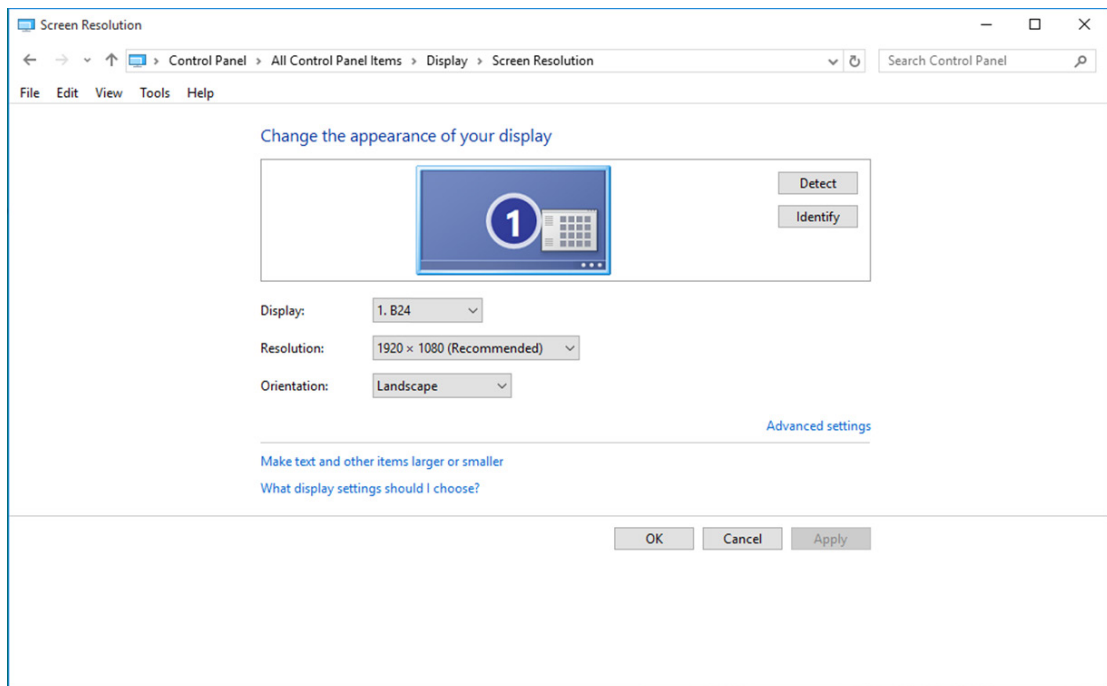 Screen Resolution
Control Panel > All Control Panel Items > Display > Screen Resolution
Search Control Panel
File Edit View Tools Help
Change the appearance of your display
1
Detect
Identify
Display: 1. B24
Resolution: 1920 × 1080 (Recommended)
Orientation: Landscape
Advanced settings
Make text and other items larger or smaller
What display settings should I choose?
OK Cancel Apply